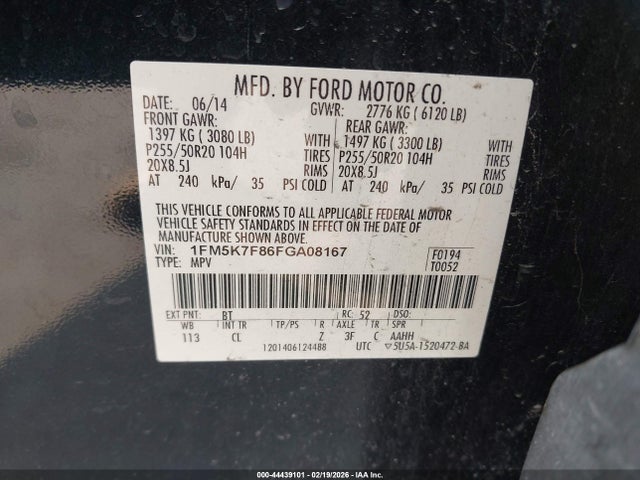 MFD. BY FORD MOTOR CO.
DATE: 06/14 GVWR: 2776 KG ( 6120 LB)
FRONT GAWR: REAR GAWR:
1397 KG ( 3080 LB) WITH 1497 KG ( 3300 LB) WITH
P255/50R20 104H TIRES P255/50R20 104H TIRES
20X8.5J RIMS 20X8.5J RIMS
AT 240 kPa/ 35 PSI COLD AT 240 kPa/ 35 PSI COLD
THIS VEHICLE CONFORMS TO ALL APPLICABLE FEDERAL MOTOR
VEHICLE SAFETY STANDARDS IN EFFECT ON THE DATE OF
MANUFACTURE SHOWN ABOVE.
VIN: 1FM5K7F86FGA08167 F0194
TYPE: MPV T0052
EXT PNT: BT RC: 52 DSO:
WB INT TR TP/PS R AXLE TR SPR
113 CL Z 3F C AAHH
1201406124488 UTC ▽5U5A-1520472-BA
000-44439101 - 02/19/2026 - IAAI.com